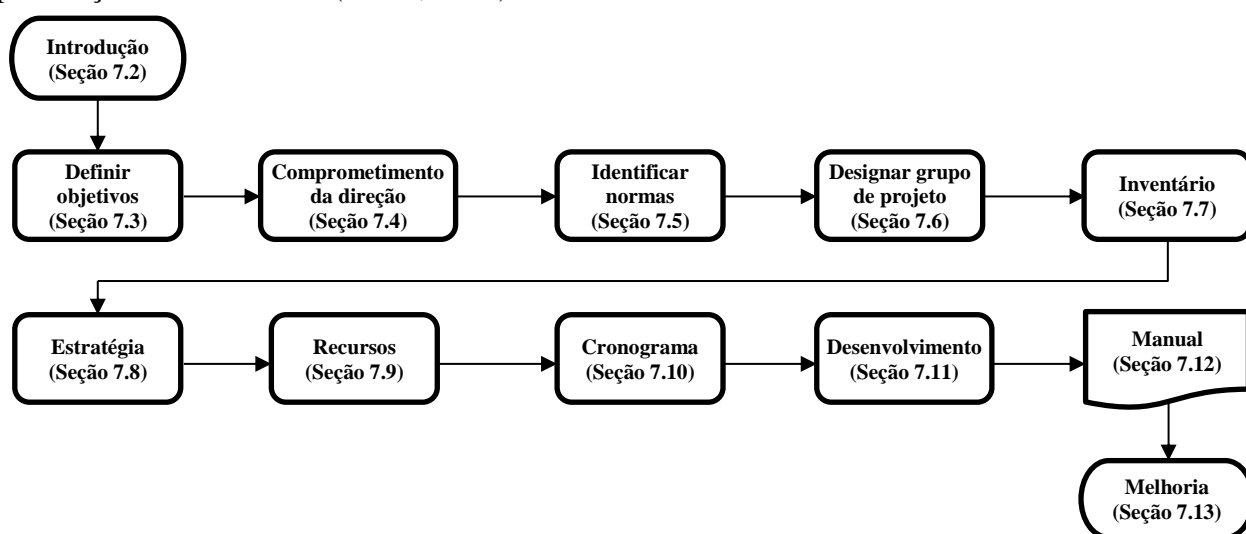 Introdução
(Seção 7.2)
Definir
objetivos
(Seção 7.3)
Comprometimento
da direção
(Seção 7.4)
Identificar
normas
(Seção 7.5)
Designar grupo
de projeto
(Seção 7.6)
Inventário
(Seção 7.7)
Estratégia
(Seção 7.8)
Recursos
(Seção 7.9)
Cronograma
(Seção 7.10)
Desenvolvimento
(Seção 7.11)
Manual
(Seção 7.12)
Melhoria
(Seção 7.13)